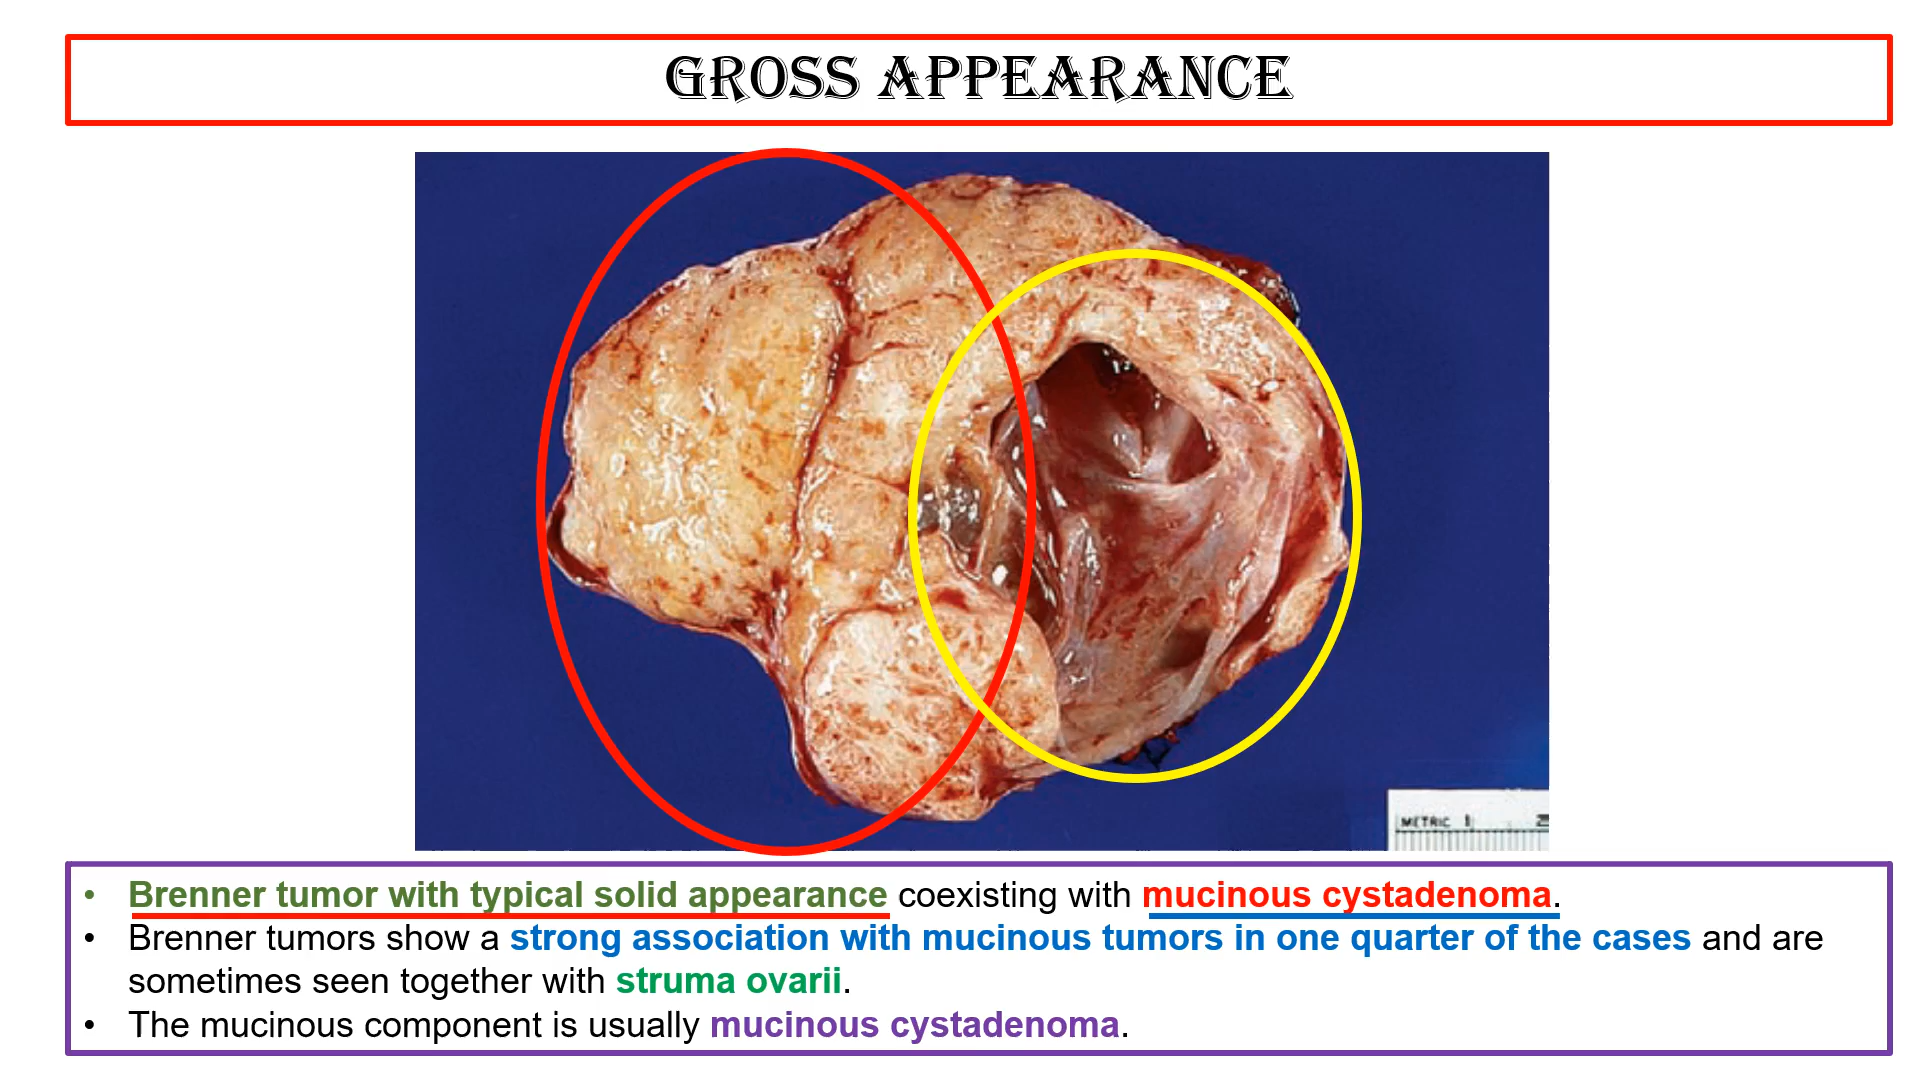 GROSS APPEARANCE
METRIC 1 2
• Brenner tumor with typical solid appearance coexisting with mucinous cystadenoma.
• Brenner tumors show a strong association with mucinous tumors in one quarter of the cases and are
sometimes seen together with struma ovarii.
• The mucinous component is usually mucinous cystadenoma.